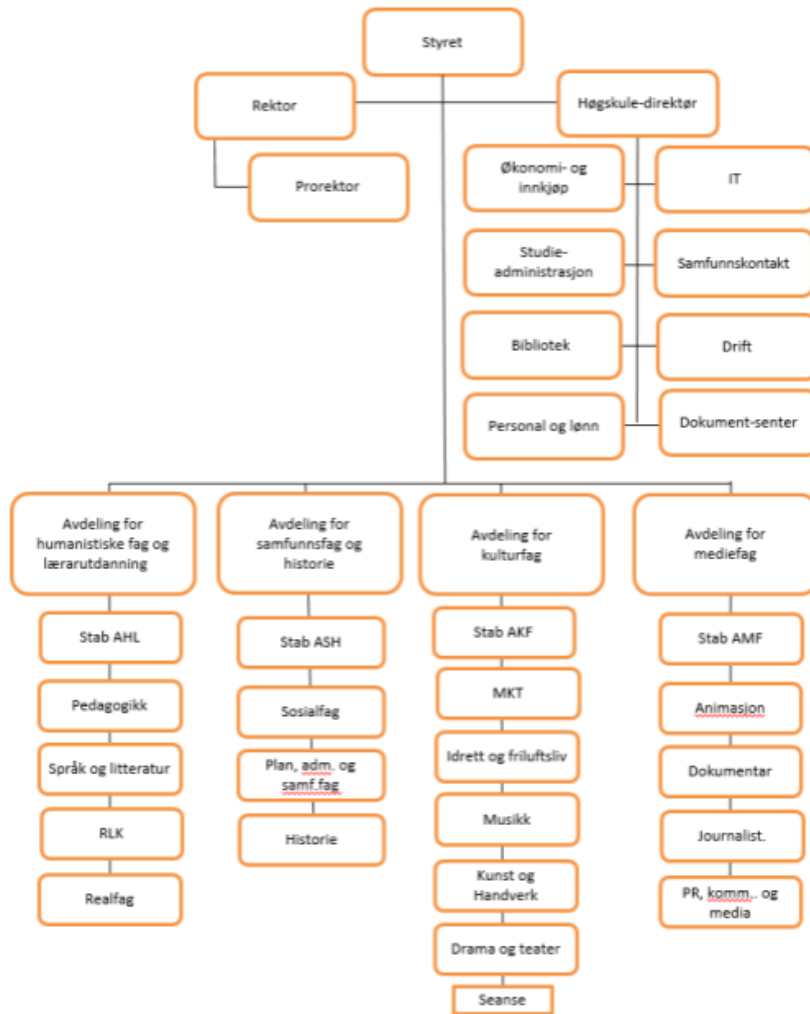 Styret
Rektor
Høgskule-direktør
Prorektor
Økonomi- og
innkjøp
IT
Studie-
administrasjon
Samfunnskontakt
Bibliotek
Drift
Personal og lønn
Dokument-senter
Avdeling for
humanistiske fag og
lærarutdanning
Stab AHL
Pedagogikk
Språk og litteratur
RLK
Realfag
Avdeling for
samfunnsfag og
historie
Stab ASH
Sosialfag
Plan, adm. og
samf.fag
Historie
Avdeling for
kulturfag
Stab AKF
MKT
Idrett og friluftsliv
Musikk
Kunst og
Handverk
Drama og teater
Seanse
Avdeling for
mediefag
Stab AMF
Animasjon
Dokumentar
Journalist.
PR, komm.. og
media